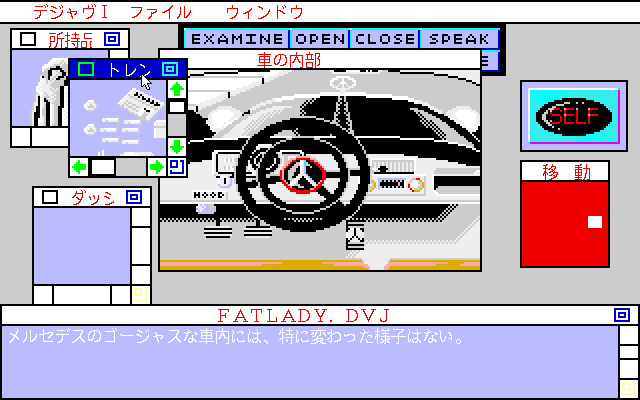 デジャヴI ファイル ウィンドウ
所持品
EXAMINE OPEN CLOSE SPEAK
トレン
車の内部
SELF
HOOD
移 動
ダッシ
FATLADY. DVJ
メルセデスのゴージャスな車内には、特に変わった様子はない。